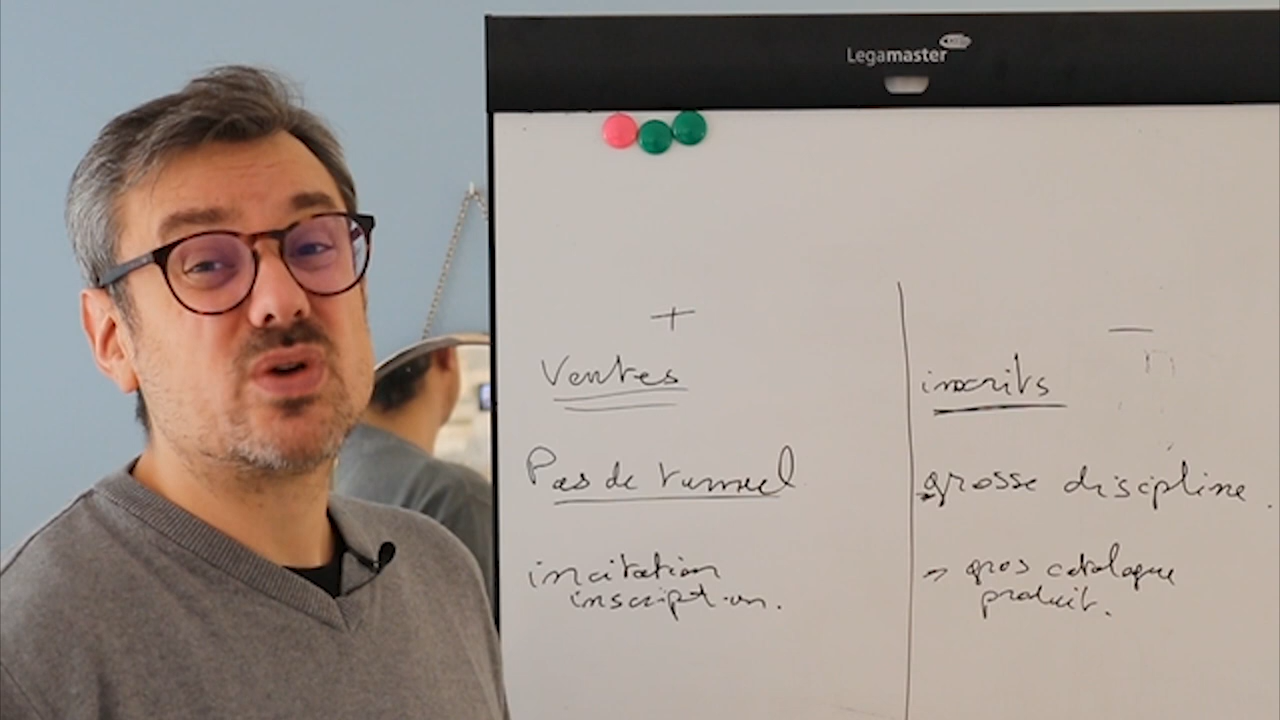 Legamaster
+
Ventes
Pas de tunnel
incitation
inscription.
—
inscrits
grosse discipline.
→ gros catalogue
produit.